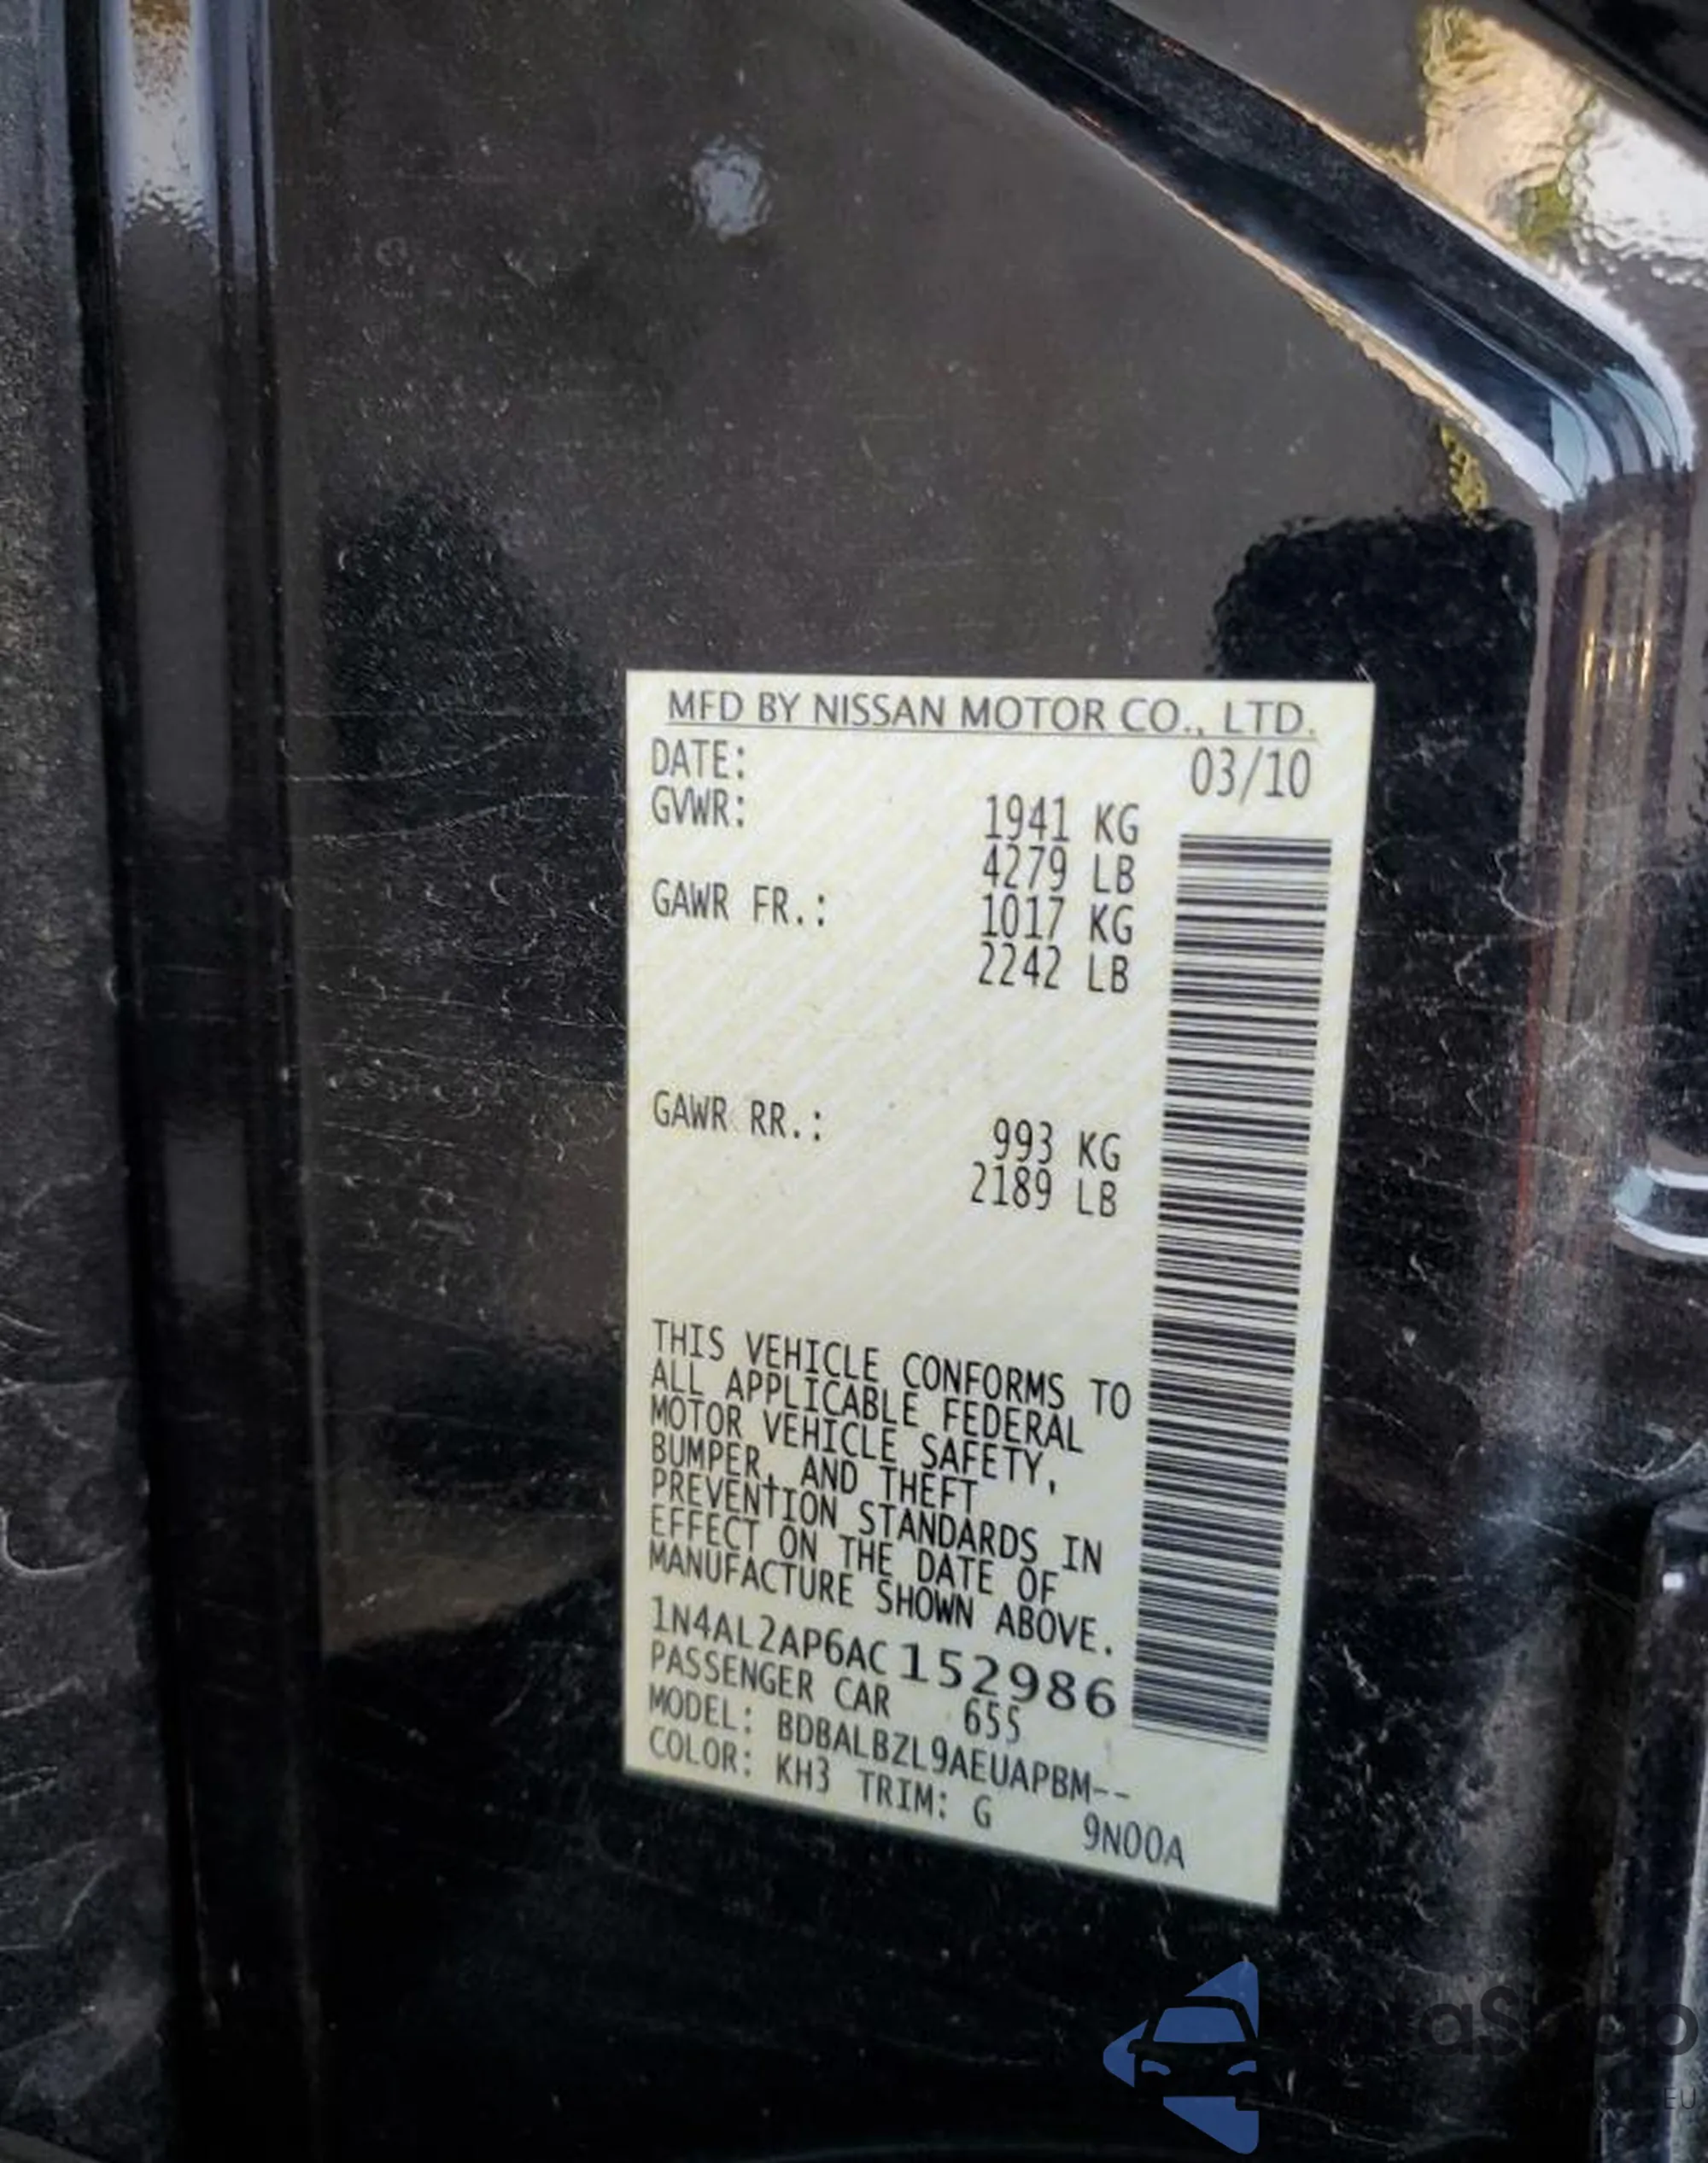 MFD BY NISSAN MOTOR CO., LTD.
DATE: 03/10
GVWR: 1941 KG
4279 LB
GAWR FR.: 1017 KG
2242 LB
GAWR RR.: 993 KG
2189 LB
THIS VEHICLE CONFORMS TO
ALL APPLICABLE FEDERAL
MOTOR VEHICLE SAFETY,
BUMPER, AND THEFT
PREVENTION STANDARDS IN
EFFECT ON THE DATE OF
MANUFACTURE SHOWN ABOVE.
1N4AL2AP6AC152986
PASSENGER CAR 655
MODEL: BDBALBZL9AEUAPBM--
COLOR: KH3 TRIM: G 9N00A